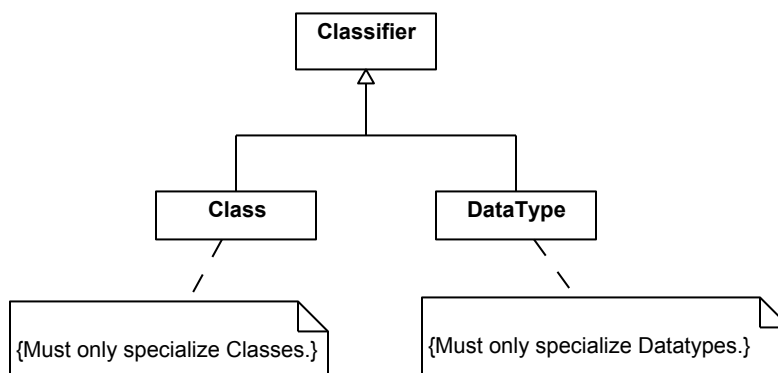 Classifier
Class
DataType
{Must only specialize Classes.}
{Must only specialize Datatypes.}